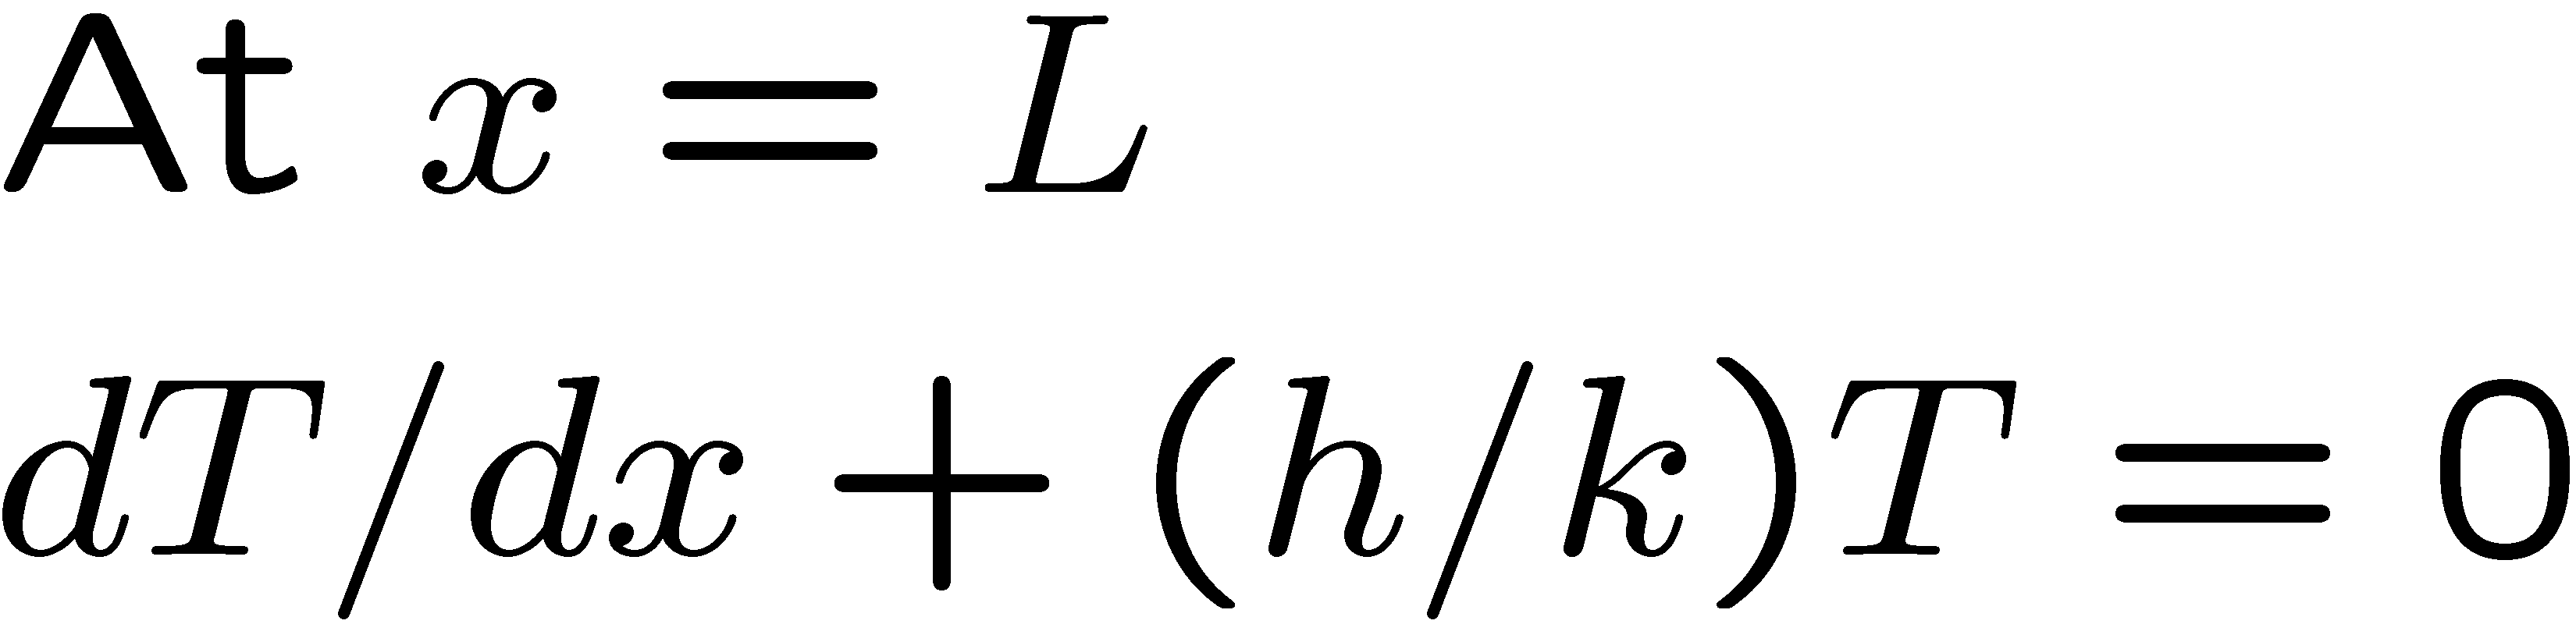 At x = L
dT/dx + (h/k)T = 0